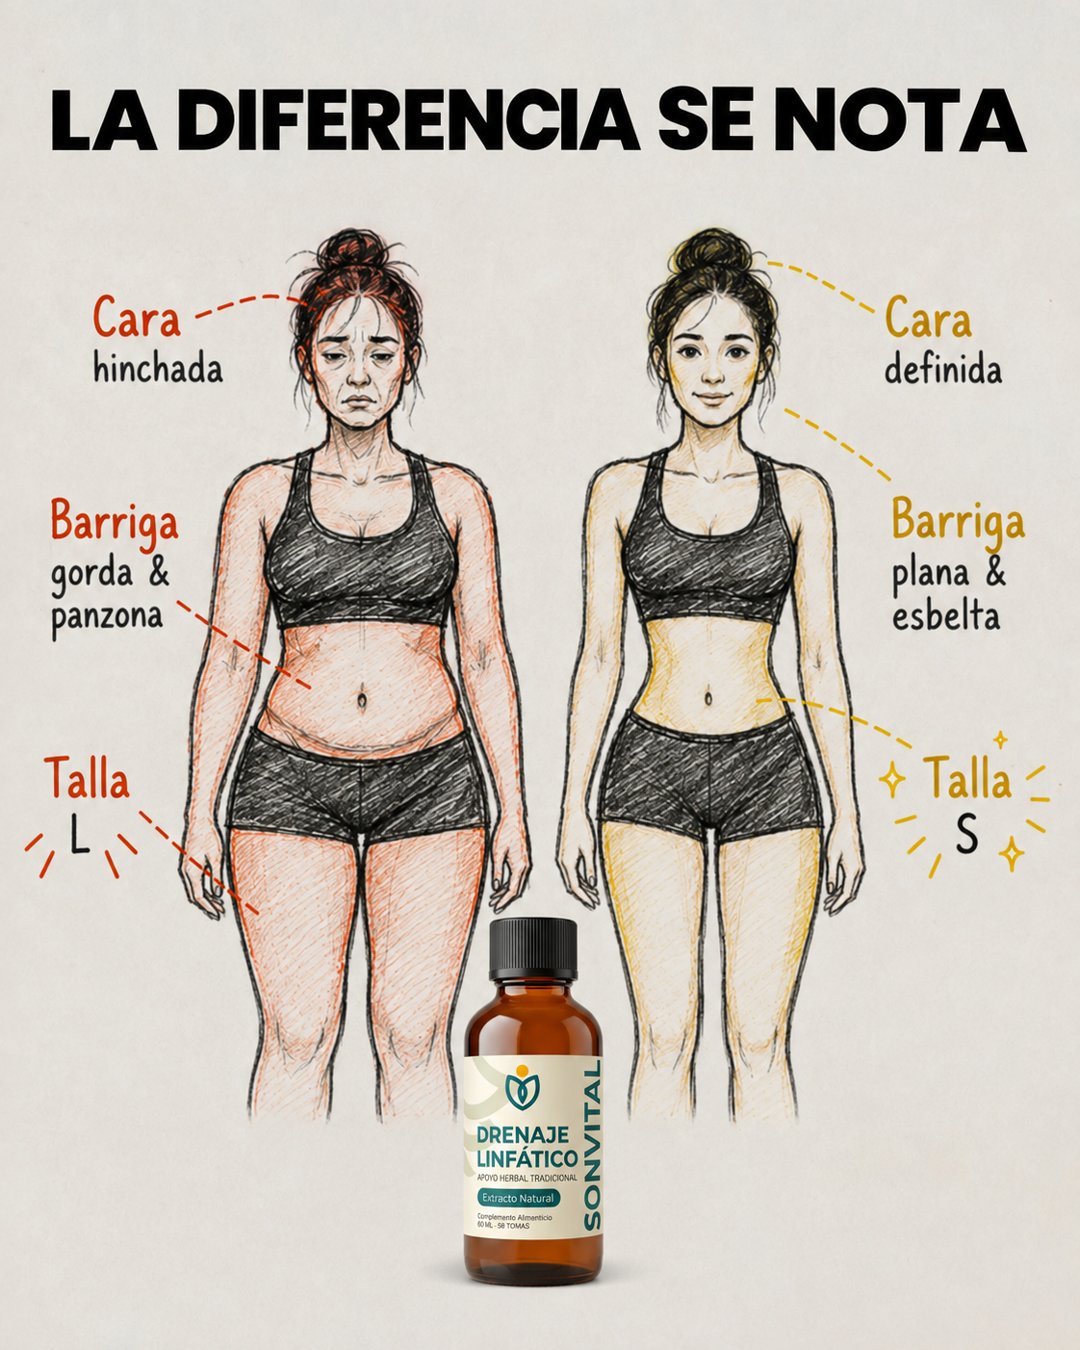 LA DIFERENCIA SE NOTA
Cara
hinchada
Cara
definida
Barriga
gorda &
panzona
Barriga
plana &
esbelta
Talla
L
Talla
S
DRENAJE
LINFÁTICO
APOYO HERBAL TRADICIONAL
Extracto Natural
Complemento Alimenticio
60 ML - 58 TOMAS
SONVITAL